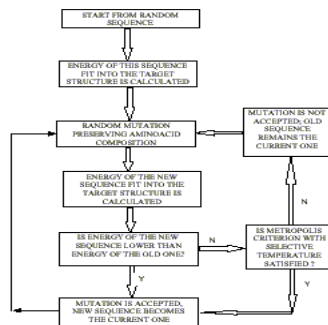 START FROM RANDOM
SEQUENCE
ENERGY OF THIS SEQUENCE
FIT INTO THE TARGET
STRUCTURE IS CALCULATED
RANDOM MUTATION
PRESERVING AMINOACID
COMPOSITION
ENERGY OF THE NEW
SEQUENCE FIT INTO THE
TARGET STRUCTURE IS
CALCULATED
IS ENERGY OF THE NEW
SEQUENCE LOWER THAN
ENERGY OF THE OLD ONE?
N
Y
MUTATION IS ACCEPTED,
NEW SEQUENCE BECOMES
THE CURRENT ONE
MUTATION IS NOT
ACCEPTED; OLD
SEQUENCE
REMAINS THE
CURRENT ONE
N
IS METROPOLIS
CRITERION WITH
SELECTIVE
TEMPERATURE
SATISFIED ?
Y